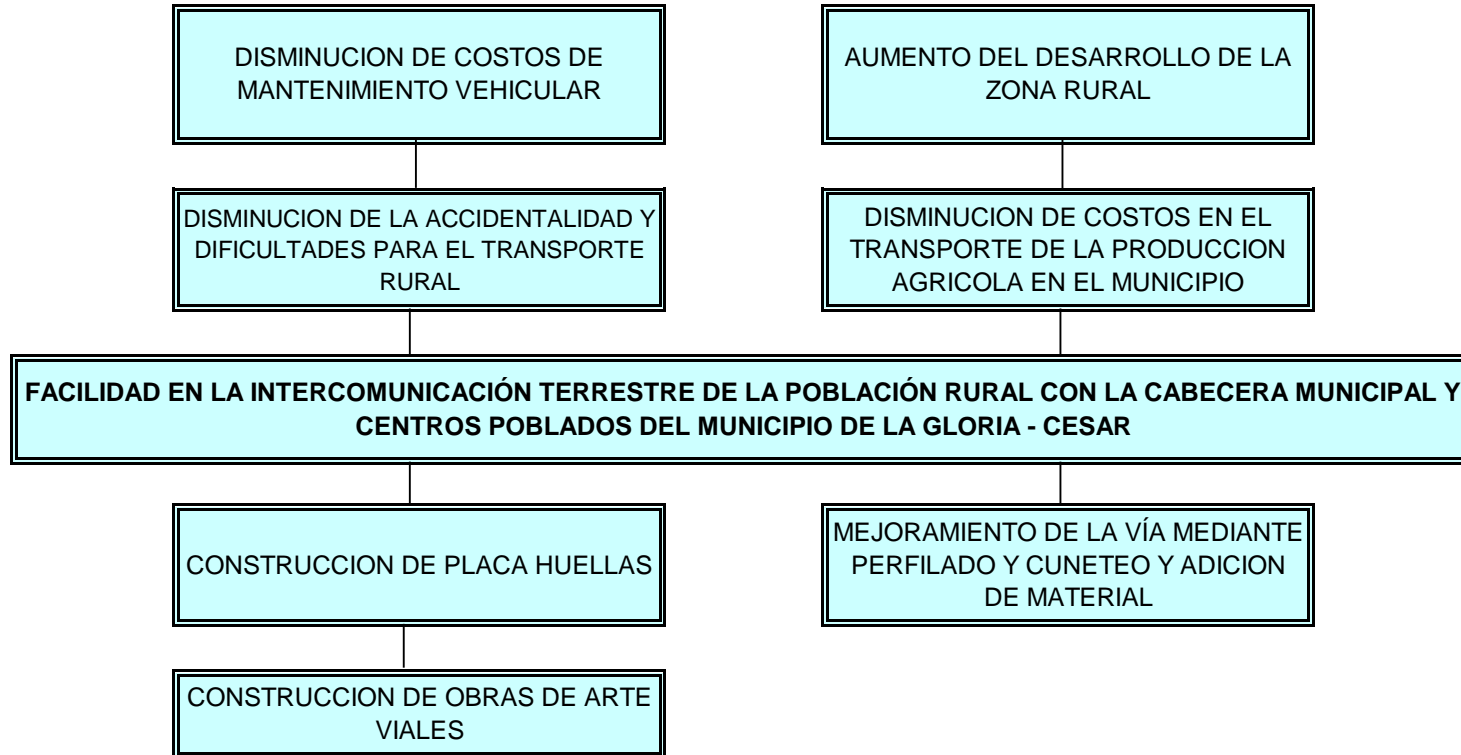 DISMINUCION DE COSTOS DE
MANTENIMIENTO VEHICULAR
AUMENTO DEL DESARROLLO DE LA
ZONA RURAL
DISMINUCION DE LA ACCIDENTALIDAD Y
DIFICULTADES PARA EL TRANSPORTE
RURAL
DISMINUCION DE COSTOS EN EL
TRANSPORTE DE LA PRODUCCION
AGRICOLA EN EL MUNICIPIO
FACILIDAD EN LA INTERCOMUNICACIÓN TERRESTRE DE LA POBLACIÓN RURAL CON LA CABECERA MUNICIPAL Y
CENTROS POBLADOS DEL MUNICIPIO DE LA GLORIA - CESAR
CONSTRUCCION DE PLACA HUELLAS
MEJORAMIENTO DE LA VÍA MEDIANTE
PERFILADO Y CUNETEO Y ADICION
DE MATERIAL
CONSTRUCCION DE OBRAS DE ARTE
VIALES